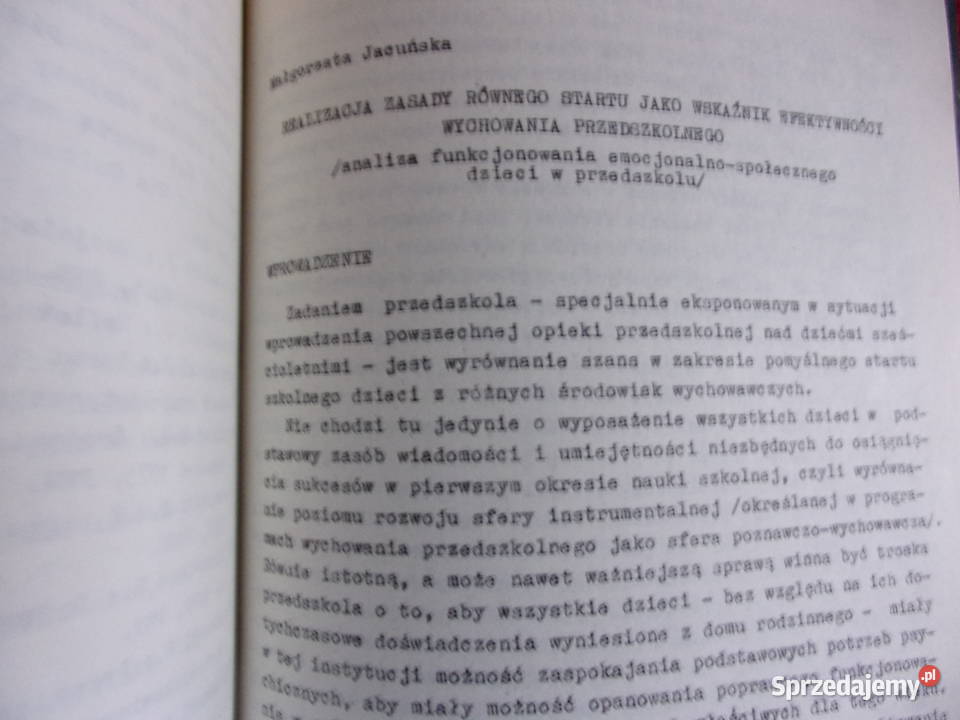 Małgorzata Jacuńska
REALIZACJA ZASADY RÓWNEGO STARTU JAKO WSKAŹNIK EFEKTYWNOŚCI
WYCHOWANIA PRZEDSZKOLNEGO
/analiza funkcjonowania emocjonalno-społecznego
dzieci w przedszkolu/
WPROWADZENIE
Zadaniem przedszkola - specjalnie eksponowanym w sytuacji
wprowadzenia powszechnej opieki przedszkolnej nad dziećmi sześ-
cioletnimi - jest wyrównanie szans w zakresie pomyślnego startu
szkolnego dzieci z różnych środowisk wychowawczych.
Nie chodzi tu jedynie o wyposażenie wszystkich dzieci w pod-
stawowy zasób wiadomości i umiejętności niezbędnych do osiągnię-
cia sukcesów w pierwszym okresie nauki szkolnej, czyli wyrówna-
nie poziomu rozwoju sfery instrumentalnej /określanej w progra-
mach wychowania przedszkolnego jako sfera poznawczo-wychowawcza/.
Równie istotną, a może nawet ważniejszą sprawą winna być troska
przedszkola o to, aby wszystkie dzieci - bez względu na ich do-
tychczasowe doświadczenia wyniesione z domu rodzinnego - miały
w tej instytucji możność zaspokajania podstawowych potrzeb psy-
chicznych, aby miały możność opanowania funkcjonowa-
dla tego wieku.
Sprzedajemy.pl